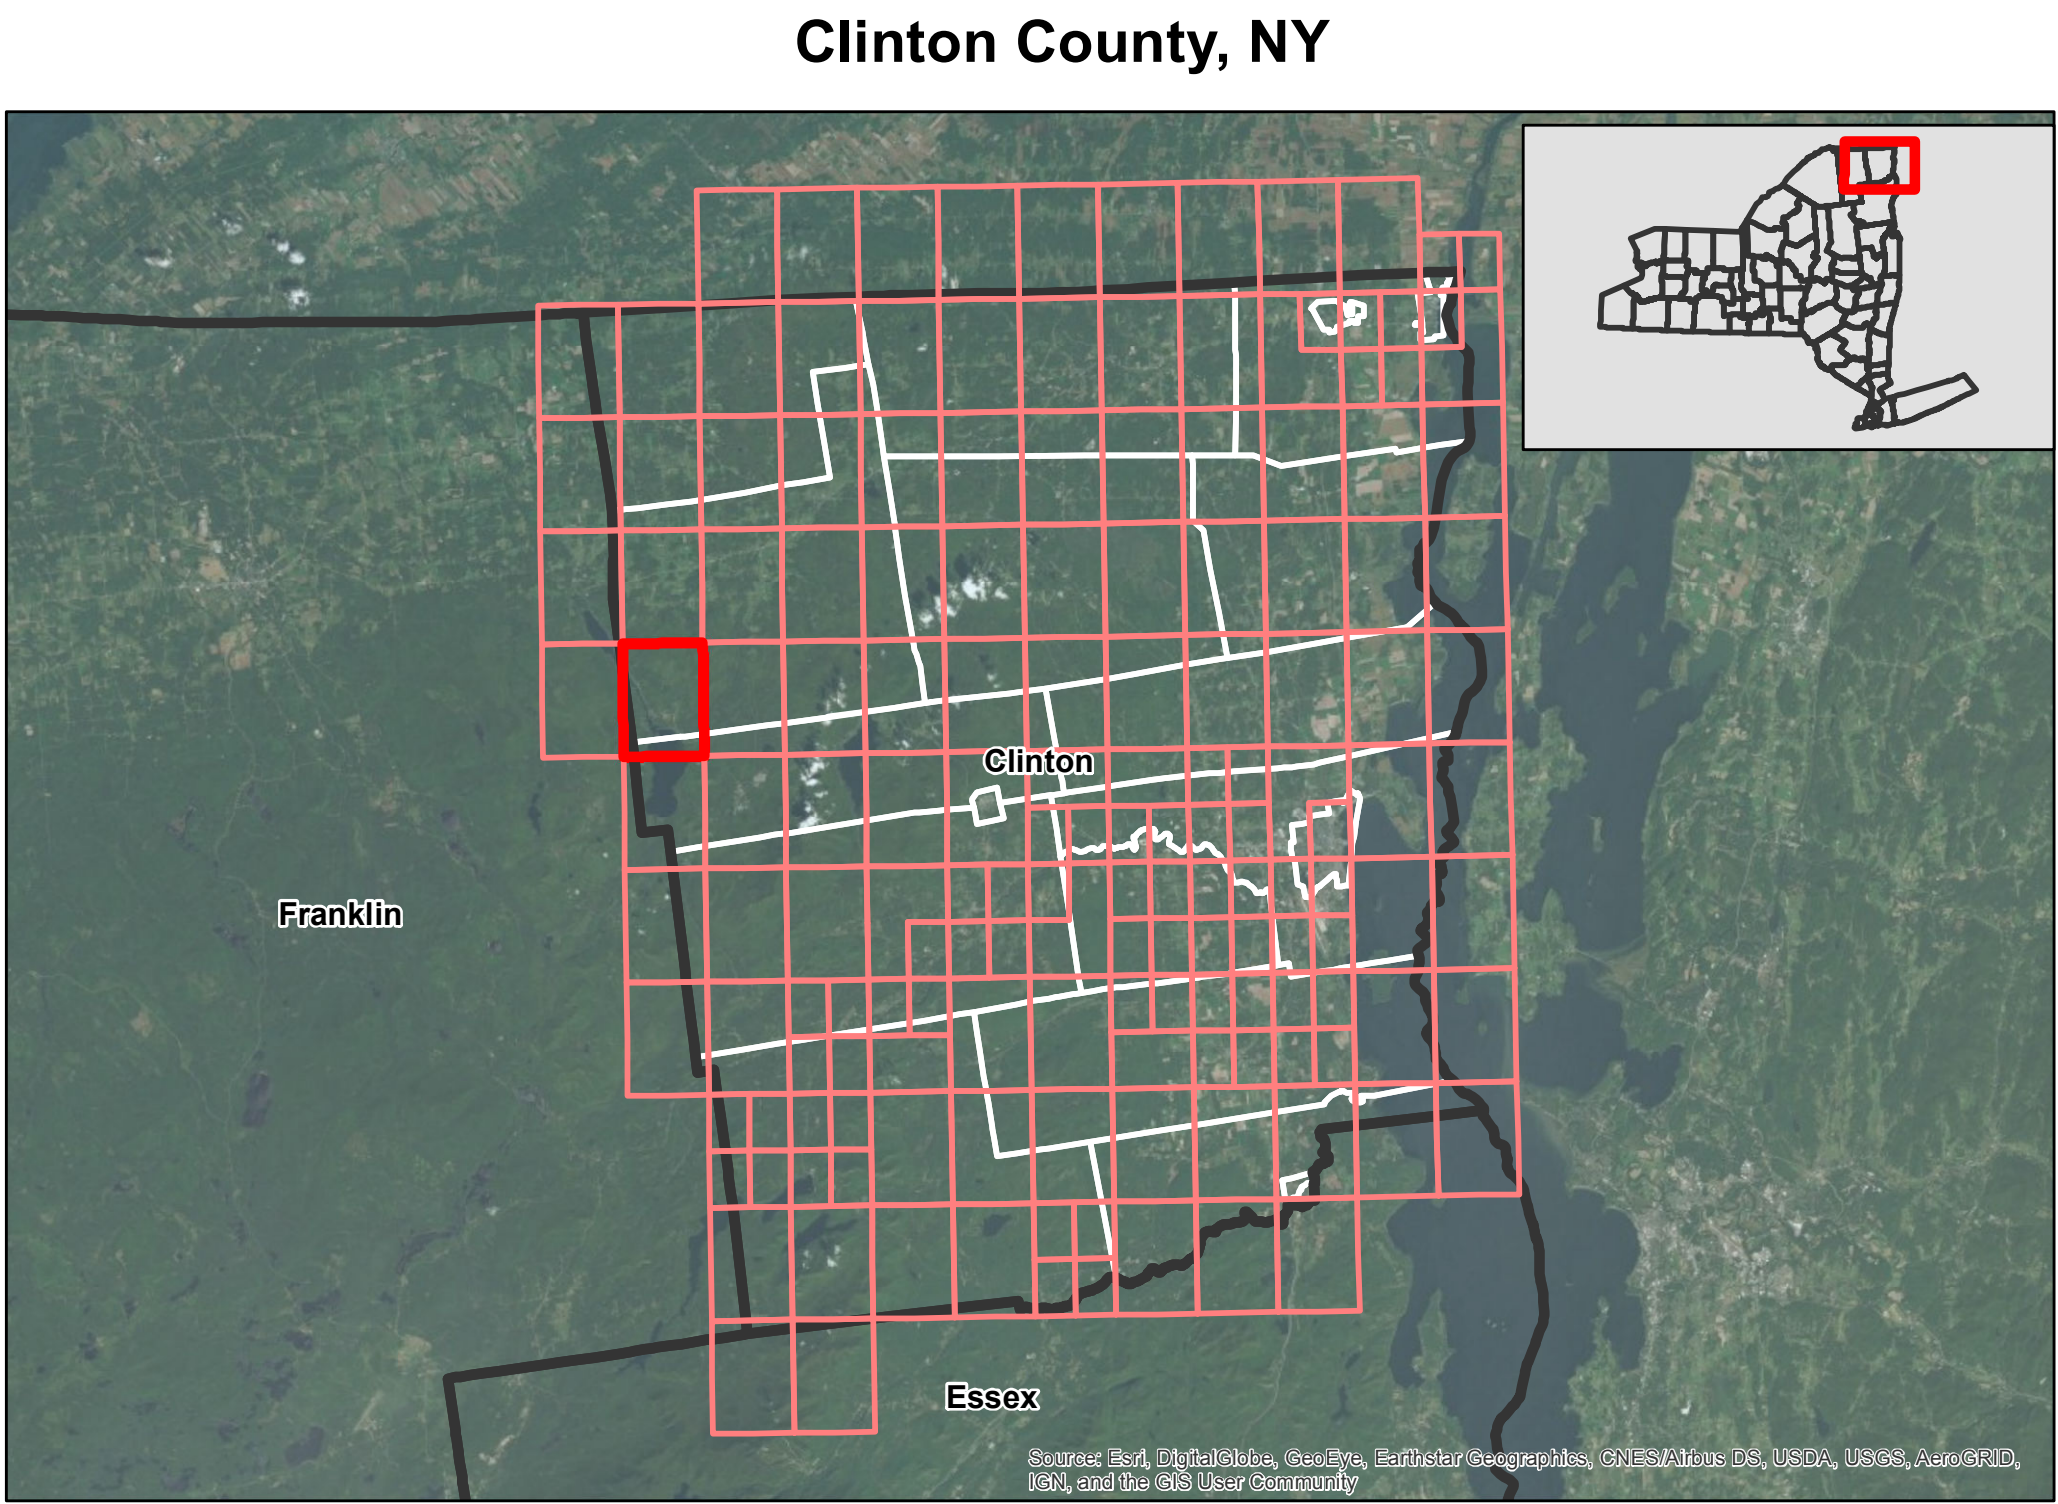 Clinton County, NY
Clinton
Franklin
Essex
Source: Esri, DigitalGlobe, GeoEye, Earthstar Geographics, CNES/Airbus DS, USDA, USGS, AeroGRID,
IGN, and the GIS User Community